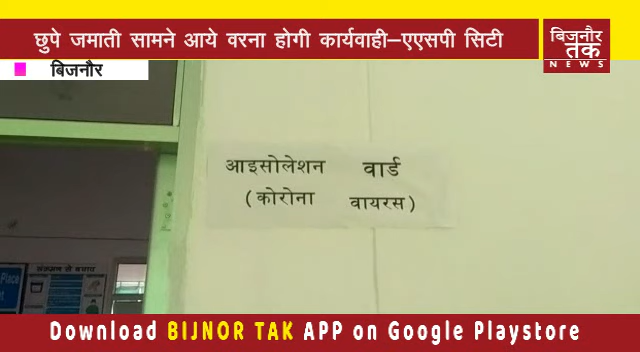 छुपे जमाती सामने आये वरना होगी कार्यवाही–एएसपी सिटी
बिजनौर
तक
NEWS
बिजनौर
आइसोलेशन वार्ड
(कोरोना वायरस)
Place
Download BIJNOR TAK APP on Google Playstore